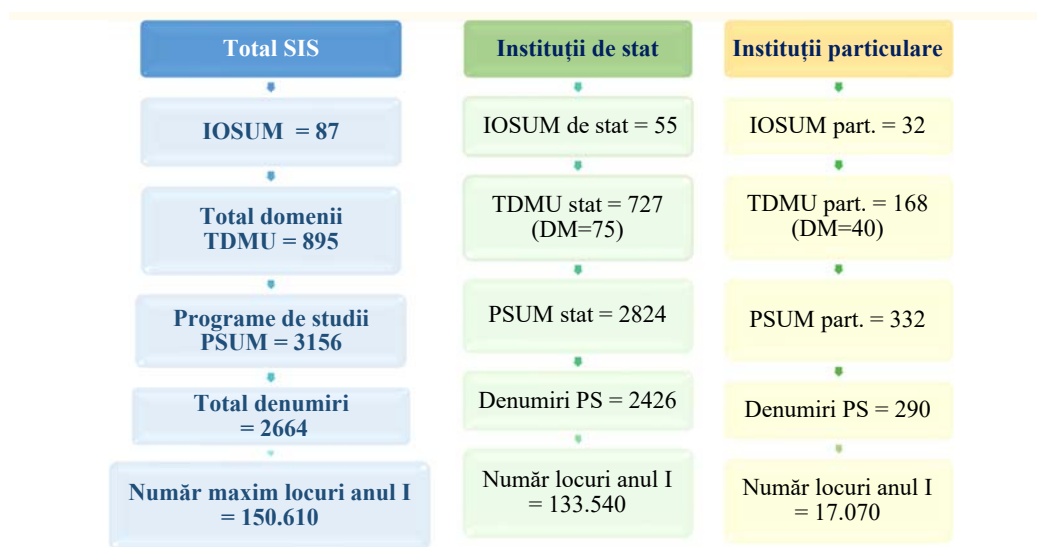 Total SIS
IOSUM = 87
Total domenii
TDMU = 895
Programe de studii
PSUM = 3156
Total denumiri
= 2664
Număr maxim locuri anul I
= 150.610
Instituții de stat
IOSUM de stat = 55
TDMU stat = 727
(DM=75)
PSUM stat = 2824
Denumiri PS = 2426
Număr locuri anul I
= 133.540
Instituții particulare
IOSUM part. = 32
TDMU part. = 168
(DM=40)
PSUM part. = 332
Denumiri PS = 290
Număr locuri anul I
= 17.070